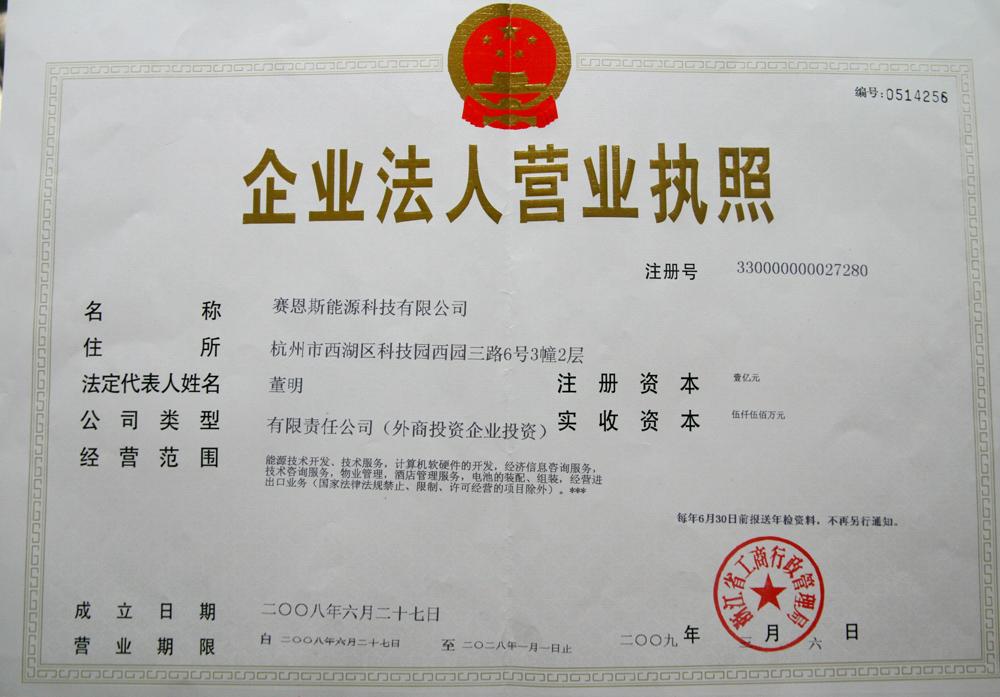 编号:0514256
企业法人营业执照
注册号 330000000027280
名称 赛恩斯能源科技有限公司
住所 杭州市西湖区科技园西园三路6号3幢2层
法定代表人姓名 董明 注册资本 壹亿元
公司类型 有限责任公司（外商投资企业投资） 实收资本 伍仟伍佰万元
经营范围 能源技术开发、技术服务，计算机软硬件的开发，经济信息咨询服务，
技术咨询服务，物业管理，酒店管理服务，电池的装配、组装，经营进
出口业务（国家法律法规禁止、限制、许可经营的项目除外）。***
每年6月30日前报送年检资料，不再另行通知。
浙江省工商行政管理局
成立日期 二〇〇八年六月二十七日
营业期限 自 二〇〇八年六月二十七日 至 二〇二八年一月一日止
二〇〇九 年 三 月 六 日